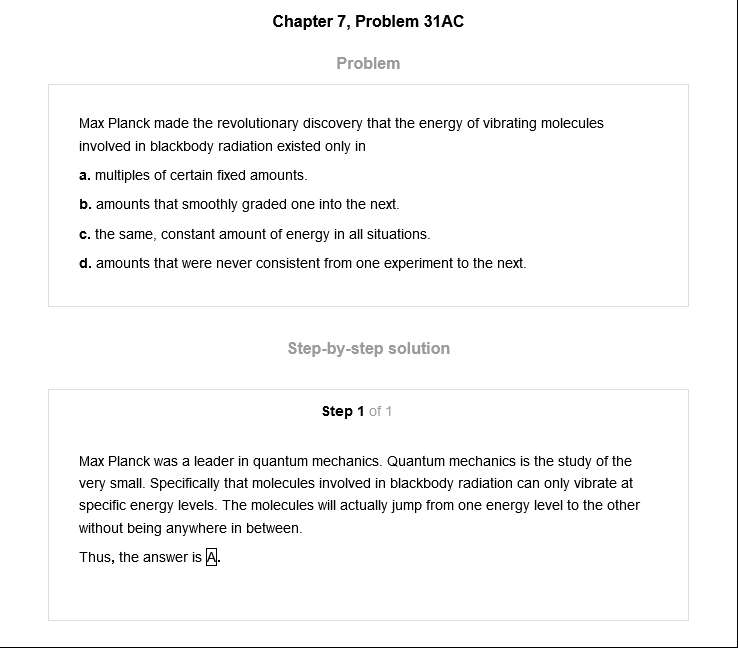 Chapter 7, Problem 31AC
Problem
Max Planck made the revolutionary discovery that the energy of vibrating molecules
involved in blackbody radiation existed only in
a. multiples of certain fixed amounts.
b. amounts that smoothly graded one into the next.
c. the same, constant amount of energy in all situations.
d. amounts that were never consistent from one experiment to the next.
Step-by-step solution
Step 1 of 1
Max Planck was a leader in quantum mechanics. Quantum mechanics is the study of the
very small. Specifically that molecules involved in blackbody radiation can only vibrate at
specific energy levels. The molecules will actually jump from one energy level to the other
without being anywhere in between.
Thus, the answer is A.